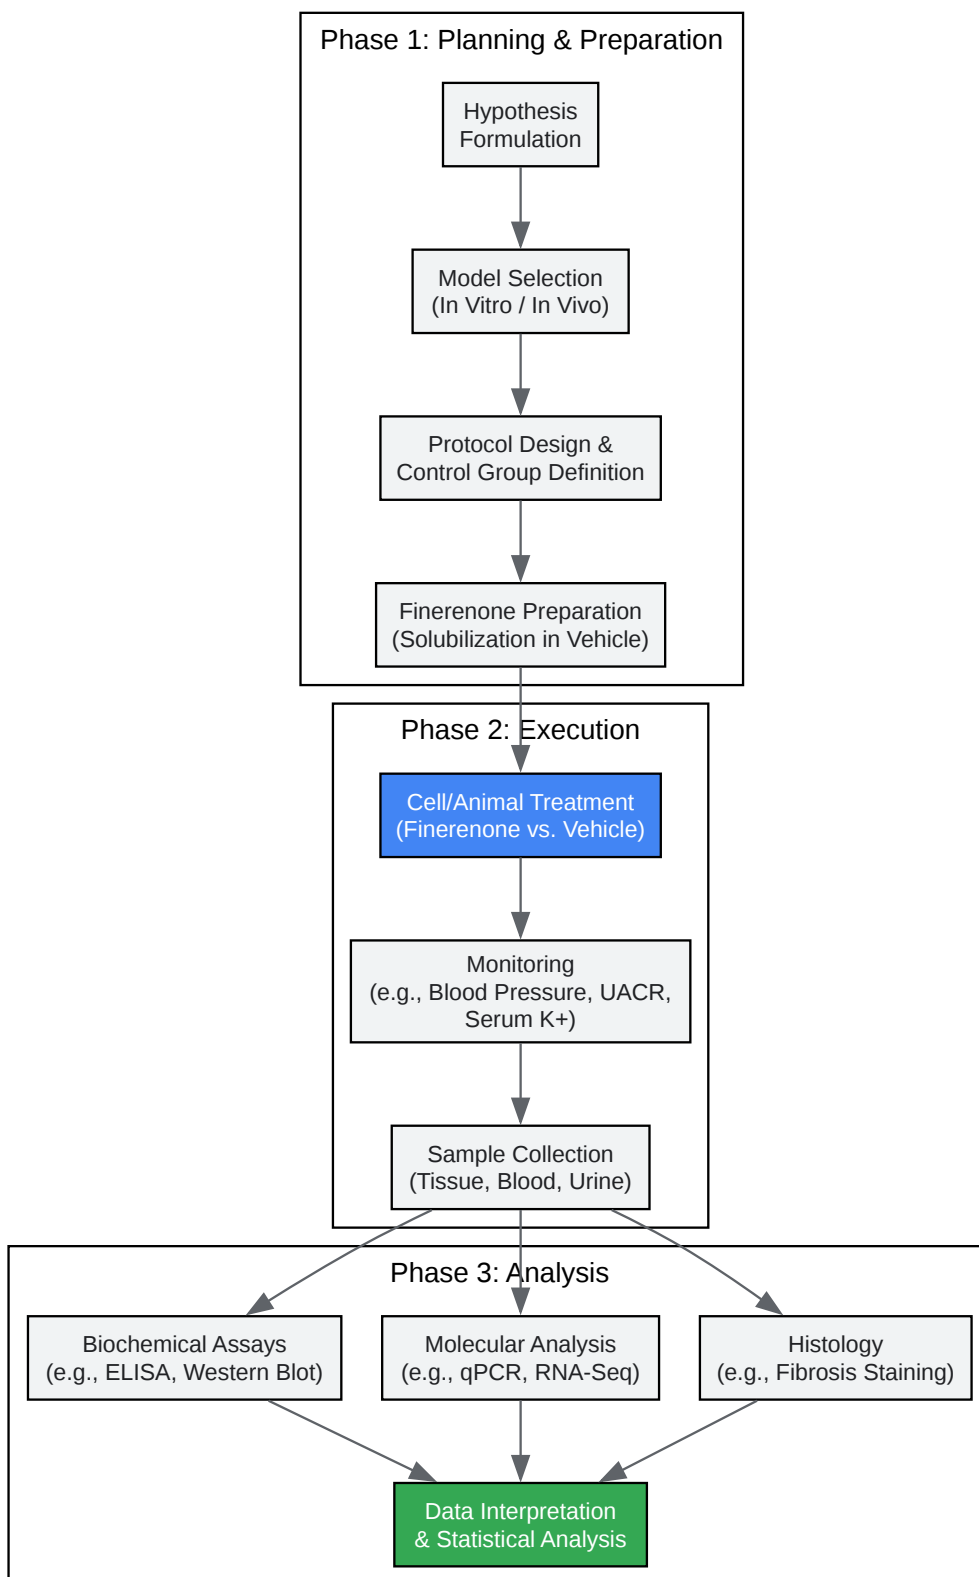 Phase 1: Planning & Preparation
Hypothesis
Formulation
Model Selection
(In Vitro / In Vivo)
Protocol Design &
Control Group Definition
Finerenone Preparation
(Solubilization in Vehicle)
Phase 2: Execution
Cell/Animal Treatment
(Finerenone vs. Vehicle)
Monitoring
(e.g., Blood Pressure, UACR,
Serum K+)
Sample Collection
(Tissue, Blood, Urine)
Phase 3: Analysis
Biochemical Assays
(e.g., ELISA, Western Blot)
Molecular Analysis
(e.g., qPCR, RNA-Seq)
Histology
(e.g., Fibrosis Staining)
Data Interpretation
& Statistical Analysis